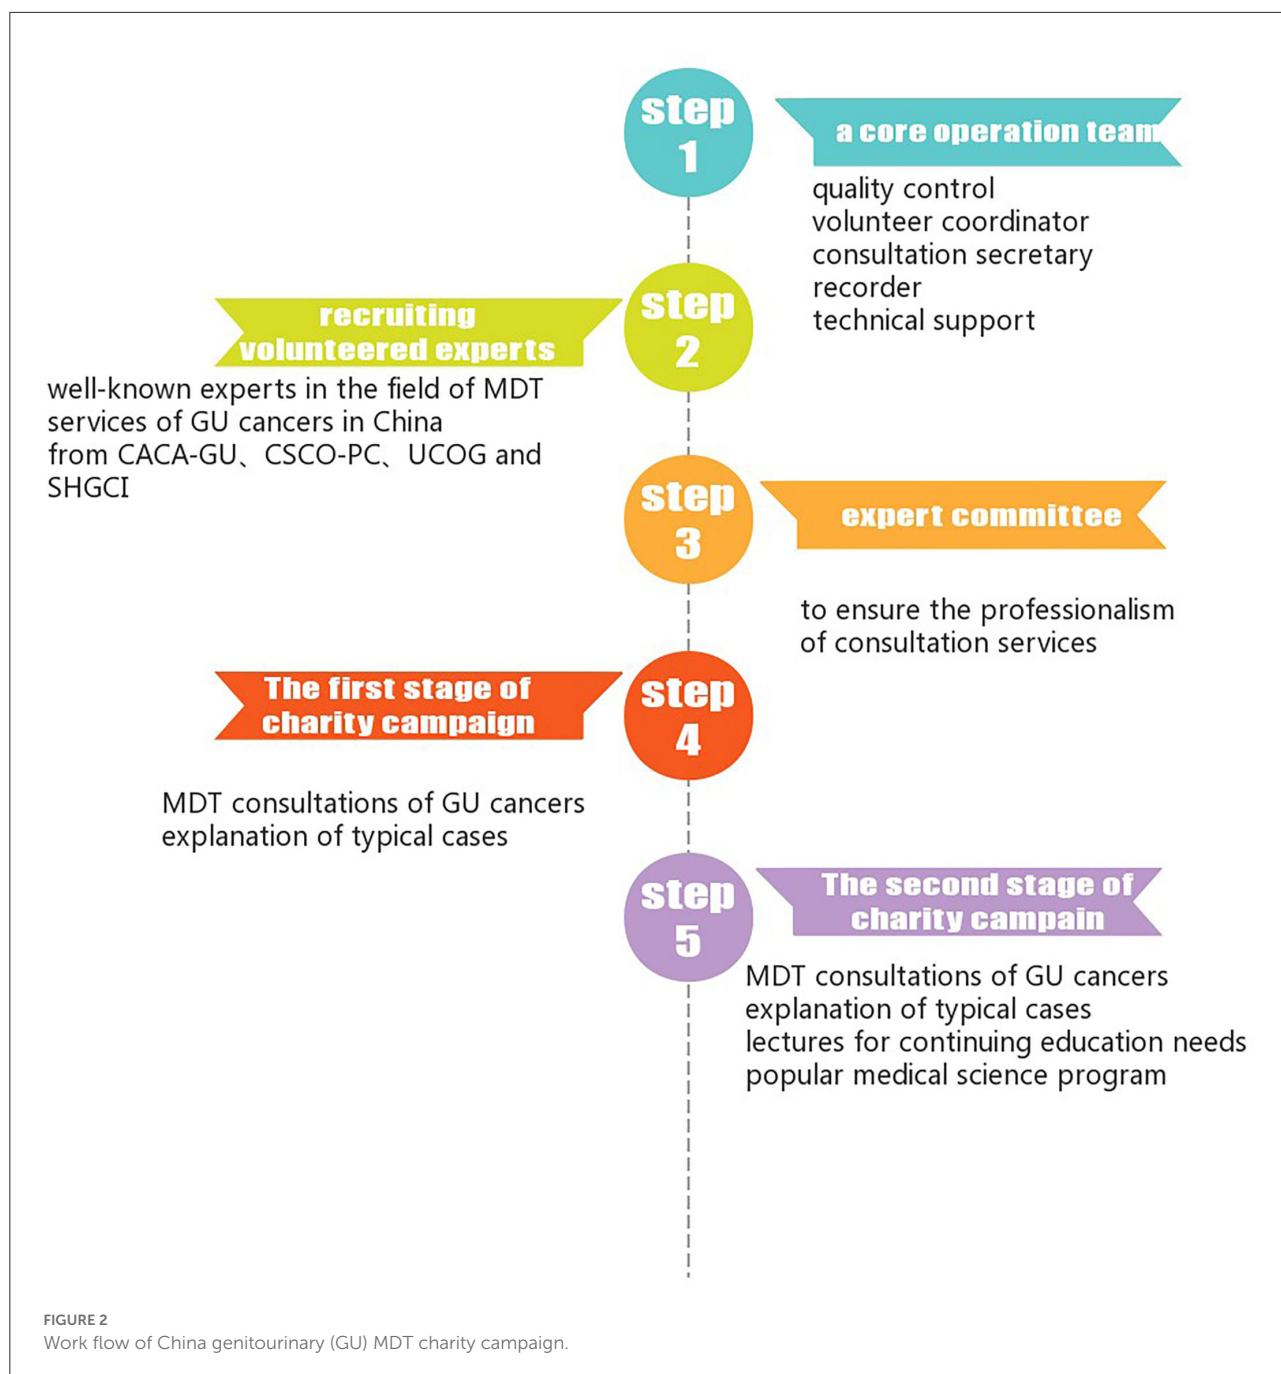 step
1
a core operation team
quality control
volunteer coordinator
consultation secretary
recorder
technical support
step
2
recruiting
volunteered experts
well-known experts in the field of MDT
services of GU cancers in China
from CACA-GU、CSCO-PC、UCOG and
SHGCI
step
3
expert committee
to ensure the professionalism
of consultation services
step
4
The first stage of
charity campaign
MDT consultations of GU cancers
explanation of typical cases
step
5
The second stage of
charity campain
MDT consultations of GU cancers
explanation of typical cases
lectures for continuing education needs
popular medical science program
FIGURE 2
Work flow of China genitourinary (GU) MDT charity campaign.